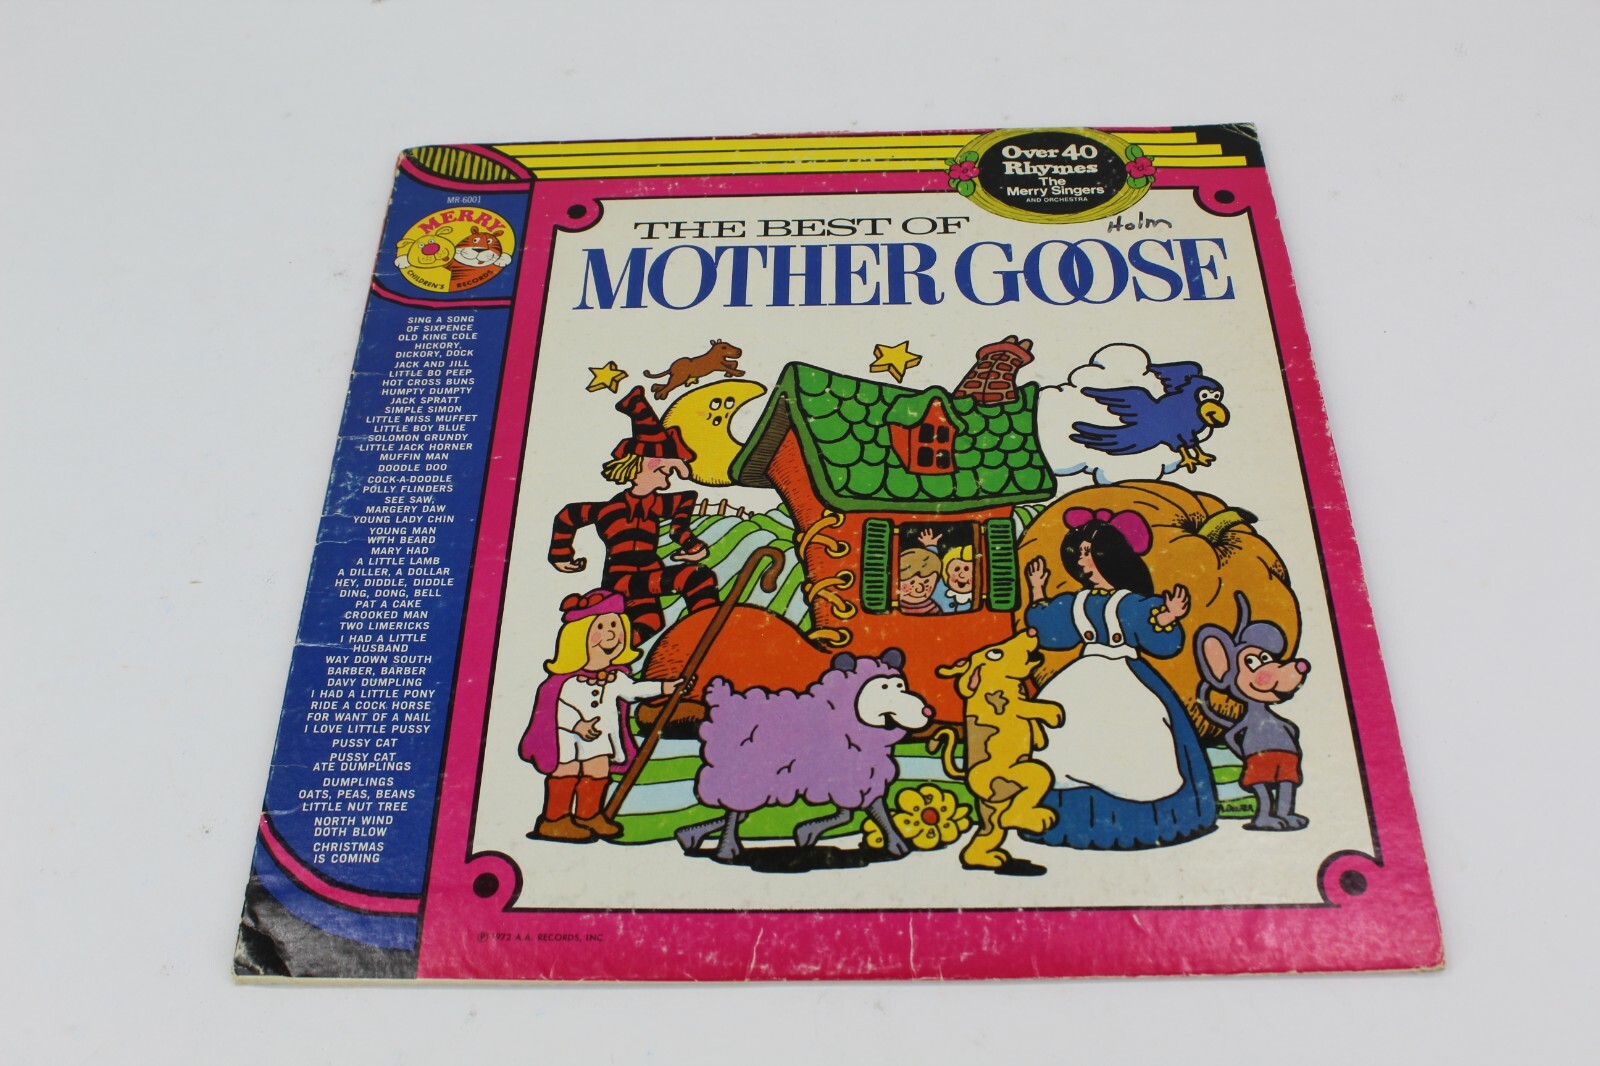 Over 40
Rhymes
The
Merry Singers
AND ORCHESTRA
MR-6001
MERRY
CHILDREN'S RECORDS
THE BEST OF
Holm
MOTHER GOOSE
SING A SONG
OF SIXPENCE
OLD KING COLE
HICKORY,
DICKORY, DOCK
JACK AND JILL
LITTLE BO PEEP
HOT CROSS BUNS
HUMPTY DUMPTY
JACK SPRATT
SIMPLE SIMON
LITTLE MISS MUFFET
LITTLE BOY BLUE
SOLOMON GRUNDY
LITTLE JACK HORNER
MUFFIN MAN
DOODLE DOO
COCK-A-DOODLE
POLLY FLINDERS
SEE SAW,
MARGERY DAW
YOUNG LADY CHIN
YOUNG MAN
WITH BEARD
MARY HAD
A LITTLE LAMB
A DILLER, A DOLLAR
HEY, DIDDLE, DIDDLE
DING, DONG, BELL
PAT A CAKE
CROOKED MAN
TWO LIMERICKS
I HAD A LITTLE
HUSBAND
WAY DOWN SOUTH
BARBER, BARBER
DAVY DUMPLING
I HAD A LITTLE PONY
RIDE A COCK HORSE
FOR WANT OF A NAIL
I LOVE LITTLE PUSSY
PUSSY CAT
PUSSY CAT
ATE DUMPLINGS
DUMPLINGS
OATS, PEAS, BEANS
LITTLE NUT TREE
NORTH WIND
DOTH BLOW
CHRISTMAS
IS COMING
℗ 1973 A.A. RECORDS, INC.